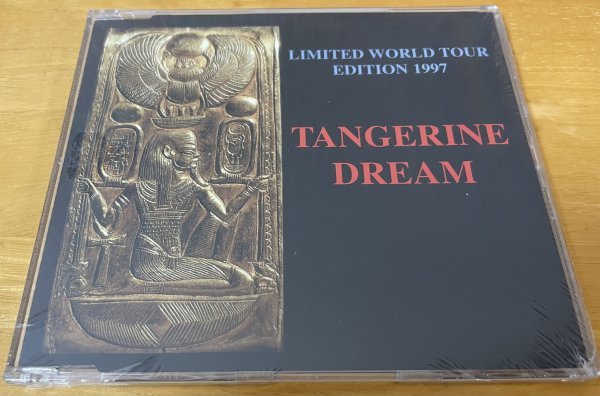 LIMITED WORLD TOUR
EDITION 1997
TANGERINE
DREAM